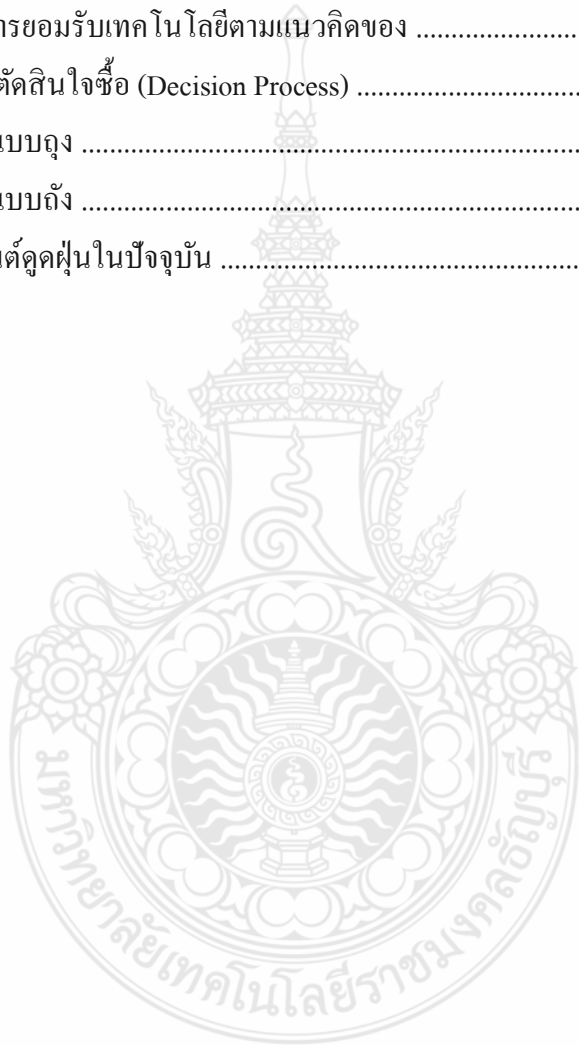 ารยอมรับเทคโนโลยีตามแนวคิดของ ......................
ตัดสินใจซื้อ (Decision Process) ................................
แบบถุง .........................................................................
แบบถัง .........................................................................
นต์ดูดฝุ่นในปัจจุบัน ....................................................
มหาวิทยาลัยเทคโนโลยีราชมงคลธัญบุรี